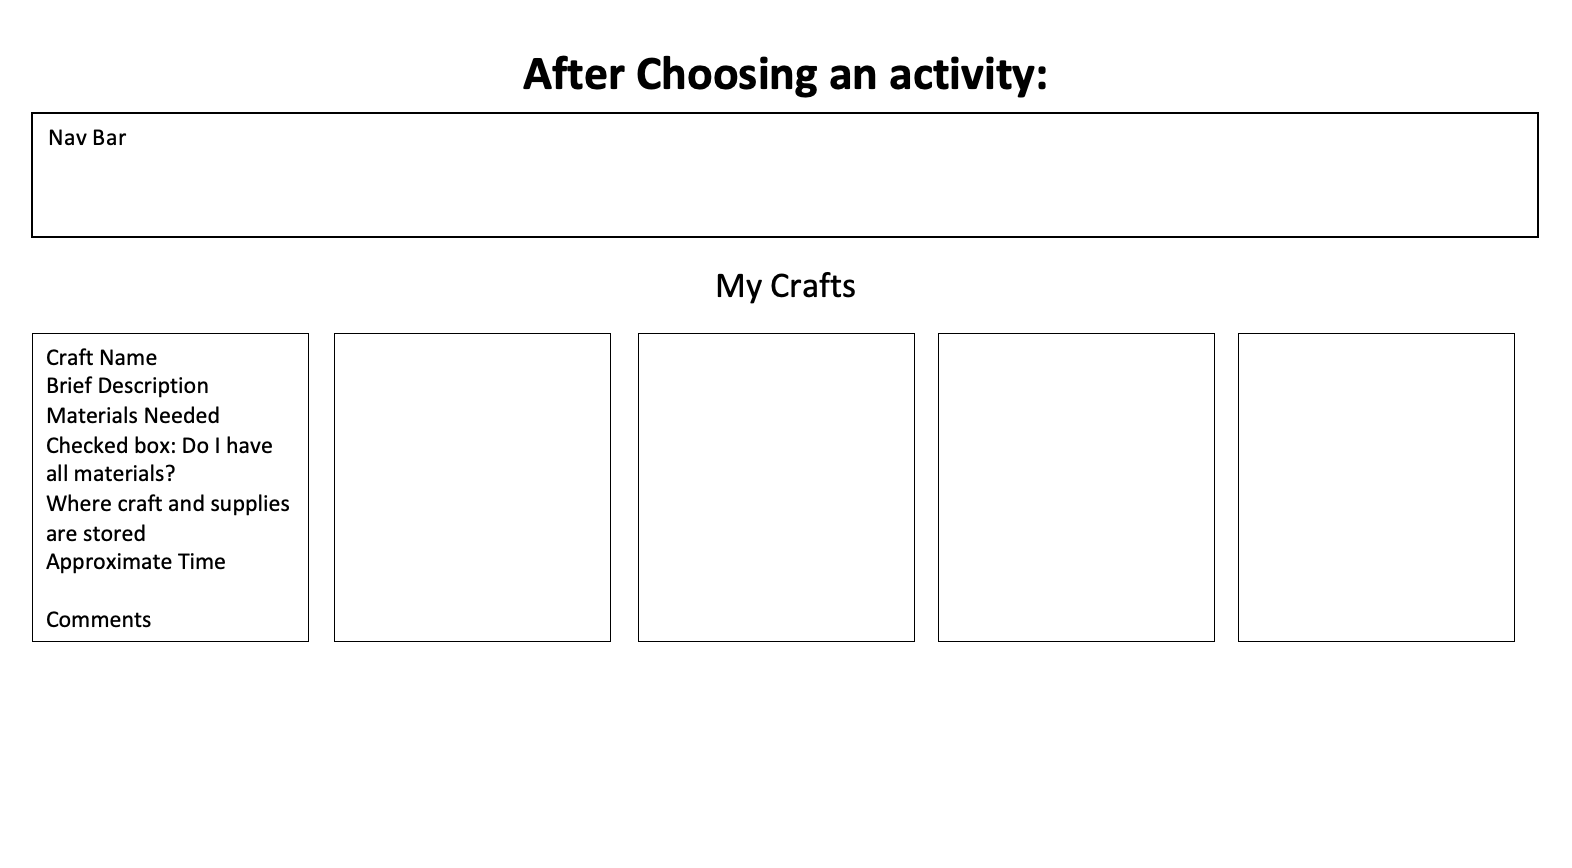 After Choosing an activity:
Nav Bar
My Crafts
Craft Name
Brief Description
Materials Needed
Checked box: Do I have
all materials?
Where craft and supplies
are stored
Approximate Time
Comments